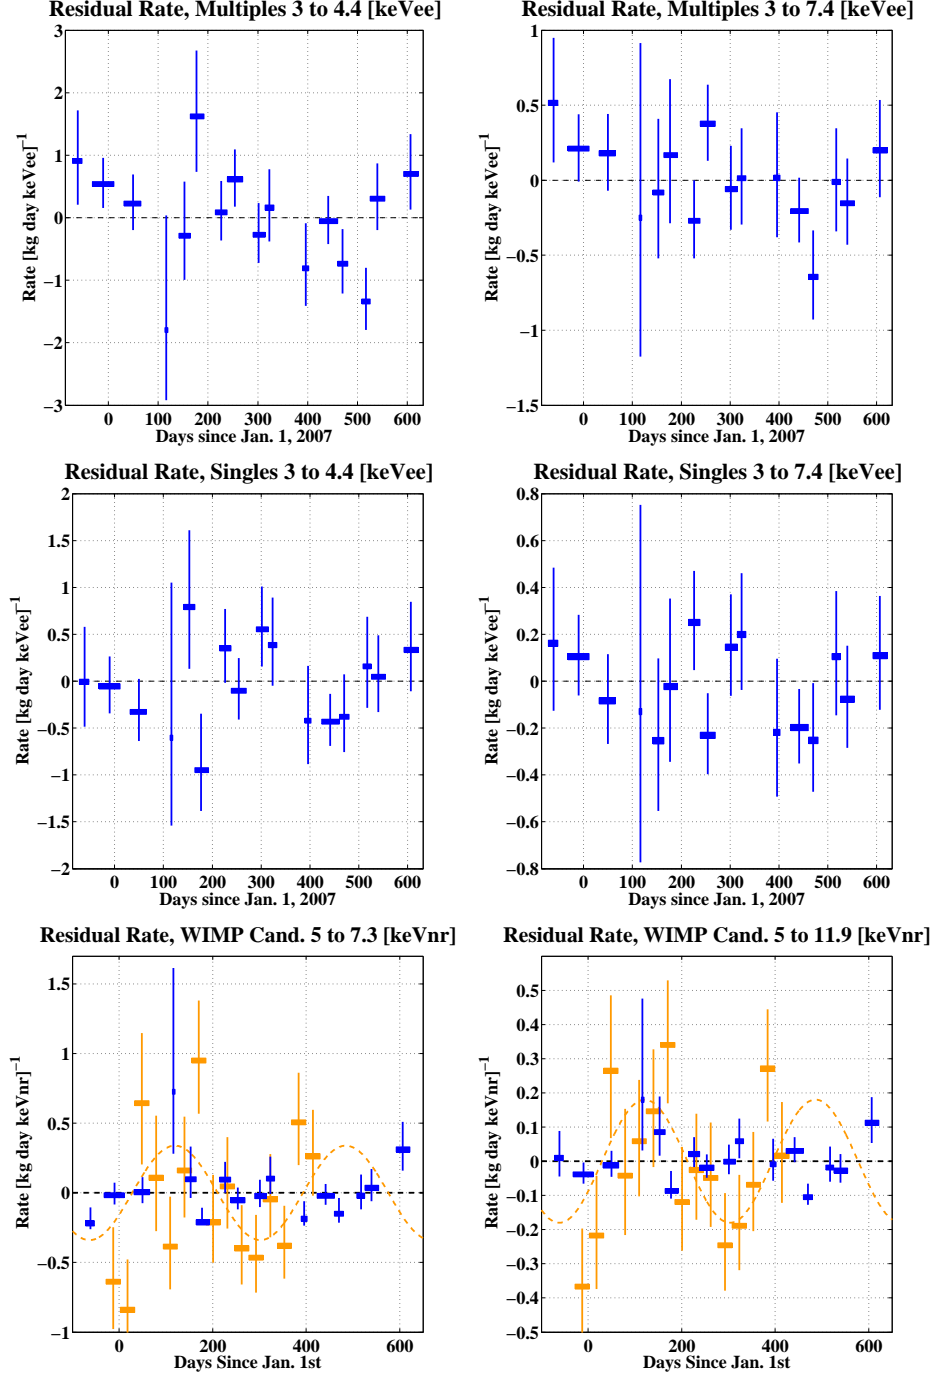 Residual Rate, Multiples 3 to 4.4 [keVee]
3
2
1
0
−1
−2
−3
Rate [kg day keVee]−1
0 100 200 300 400 500 600
Days since Jan. 1, 2007
Residual Rate, Multiples 3 to 7.4 [keVee]
1
0.5
0
−0.5
−1
−1.5
Rate [kg day keVee]−1
0 100 200 300 400 500 600
Days since Jan. 1, 2007
Residual Rate, Singles 3 to 4.4 [keVee]
2
1.5
1
0.5
0
−0.5
−1
−1.5
−2
Rate [kg day keVee]−1
0 100 200 300 400 500 600
Days since Jan. 1, 2007
Residual Rate, Singles 3 to 7.4 [keVee]
0.8
0.6
0.4
0.2
0
−0.2
−0.4
−0.6
−0.8
Rate [kg day keVee]−1
0 100 200 300 400 500 600
Days since Jan. 1, 2007
Residual Rate, WIMP Cand. 5 to 7.3 [keVnr]
1.5
1
0.5
0
−0.5
−1
Rate [kg day keVnr]−1
0 200 400 600
Days Since Jan. 1st
Residual Rate, WIMP Cand. 5 to 11.9 [keVnr]
0.5
0.4
0.3
0.2
0.1
0
−0.1
−0.2
−0.3
−0.4
−0.5
Rate [kg day keVnr]−1
0 200 400 600
Days Since Jan. 1st